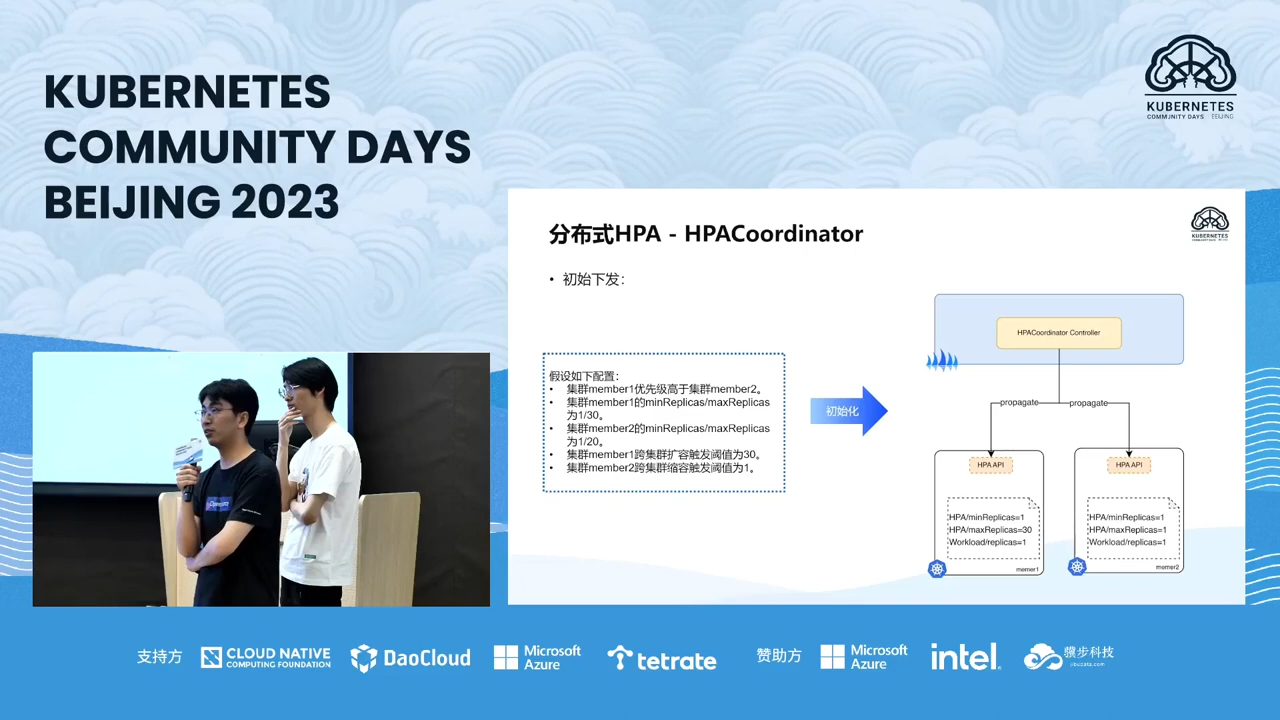 KUBERNETES
COMMUNITY DAYS
BEIJING 2023
KUBERNETES
COMMUNITY DAYS BEIJING
分布式HPA - HPACoordinator
KUBERNETES
COMMUNITY DAYS
• 初始下发：
假设如下配置：
• 集群member1优先级高于集群member2。
• 集群member1的minReplicas/maxReplicas
为1/30。
• 集群member2的minReplicas/maxReplicas
为1/20。
• 集群member1跨集群扩容触发阈值为30。
• 集群member2跨集群缩容触发阈值为1。
初始化
HPACoordinator Controller
propagate
propagate
HPA API
HPA/minReplicas=1
HPA/maxReplicas=30
Workload/replicas=1
memer1
HPA API
HPA/minReplicas=1
HPA/maxReplicas=1
Workload/replicas=1
memer2
支持方
CLOUD NATIVE
COMPUTING FOUNDATION
DaoCloud
Microsoft
Azure
tetrate
赞助方
Microsoft
Azure
intel.
骥步科技